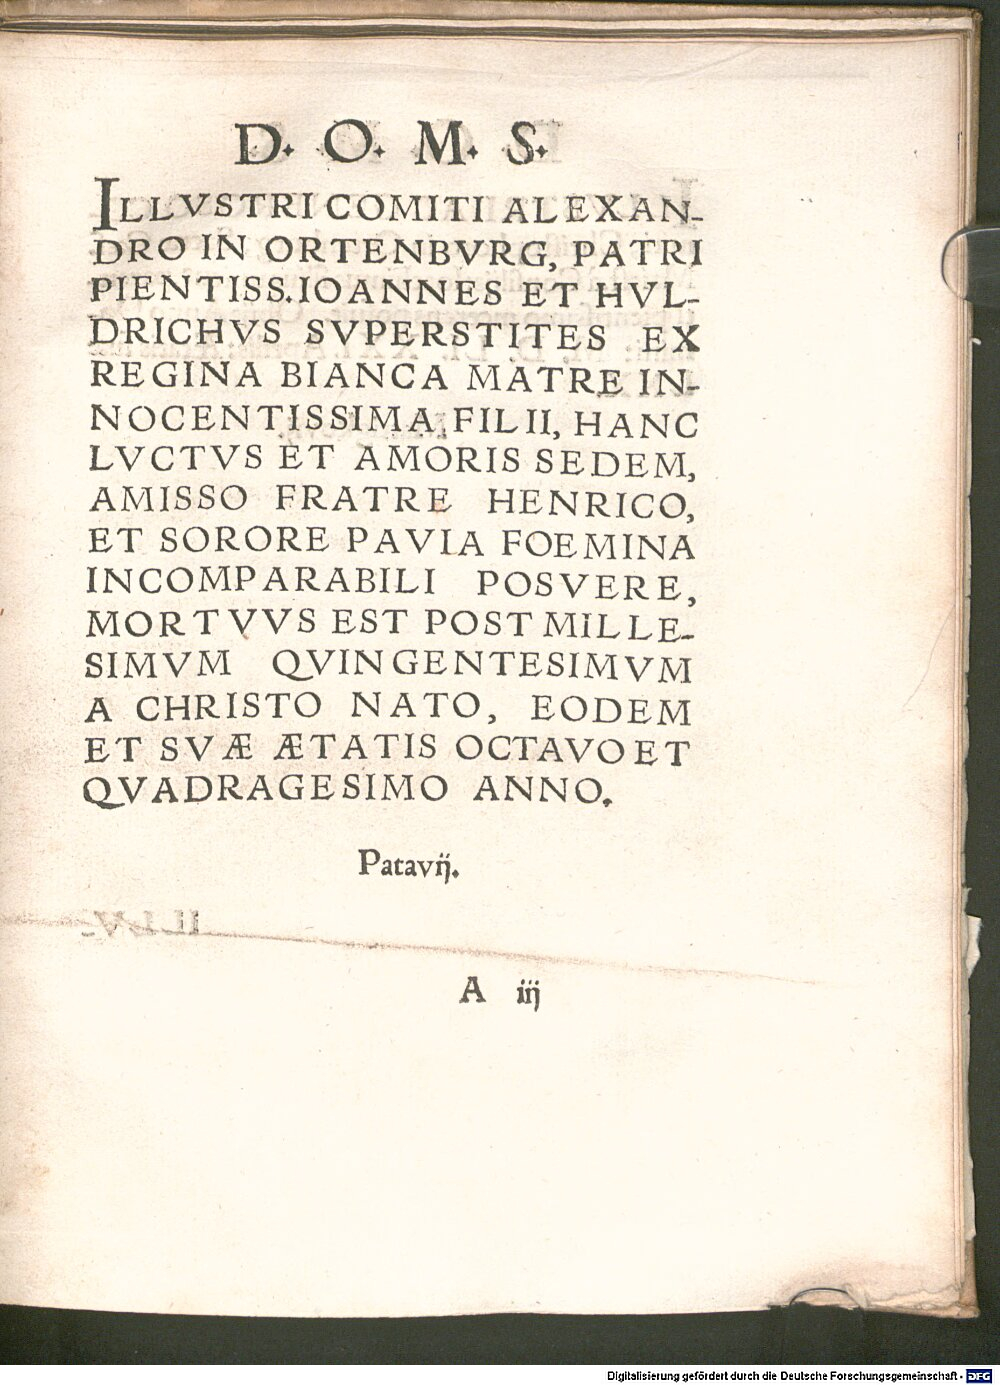 D. O. M. S.
ILLVSTRI COMITI ALEXAN-
DRO IN ORTENBVRG, PATRI
PIENTISS. IOANNES ET HVL-
DRICHVS SVPERSTITES EX
REGINA BIANCA MATRE IN-
NOCENTISSIMA FILII, HANC
LVCTVS ET AMORIS SEDEM,
AMISSO FRATRE HENRICO,
ET SORORE PAVIA FOEMINA
INCOMPARABILI POSVERE,
MORTVVS EST POST MILLE-
SIMVM QVINGENTESIMVM
A CHRISTO NATO, EODEM
ET SVÆ ÆTATIS OCTAVO ET
QVADRAGESIMO ANNO.
Patavij.
A iij
Digitalisierung gefördert durch die Deutsche Forschungsgemeinschaft - DFG